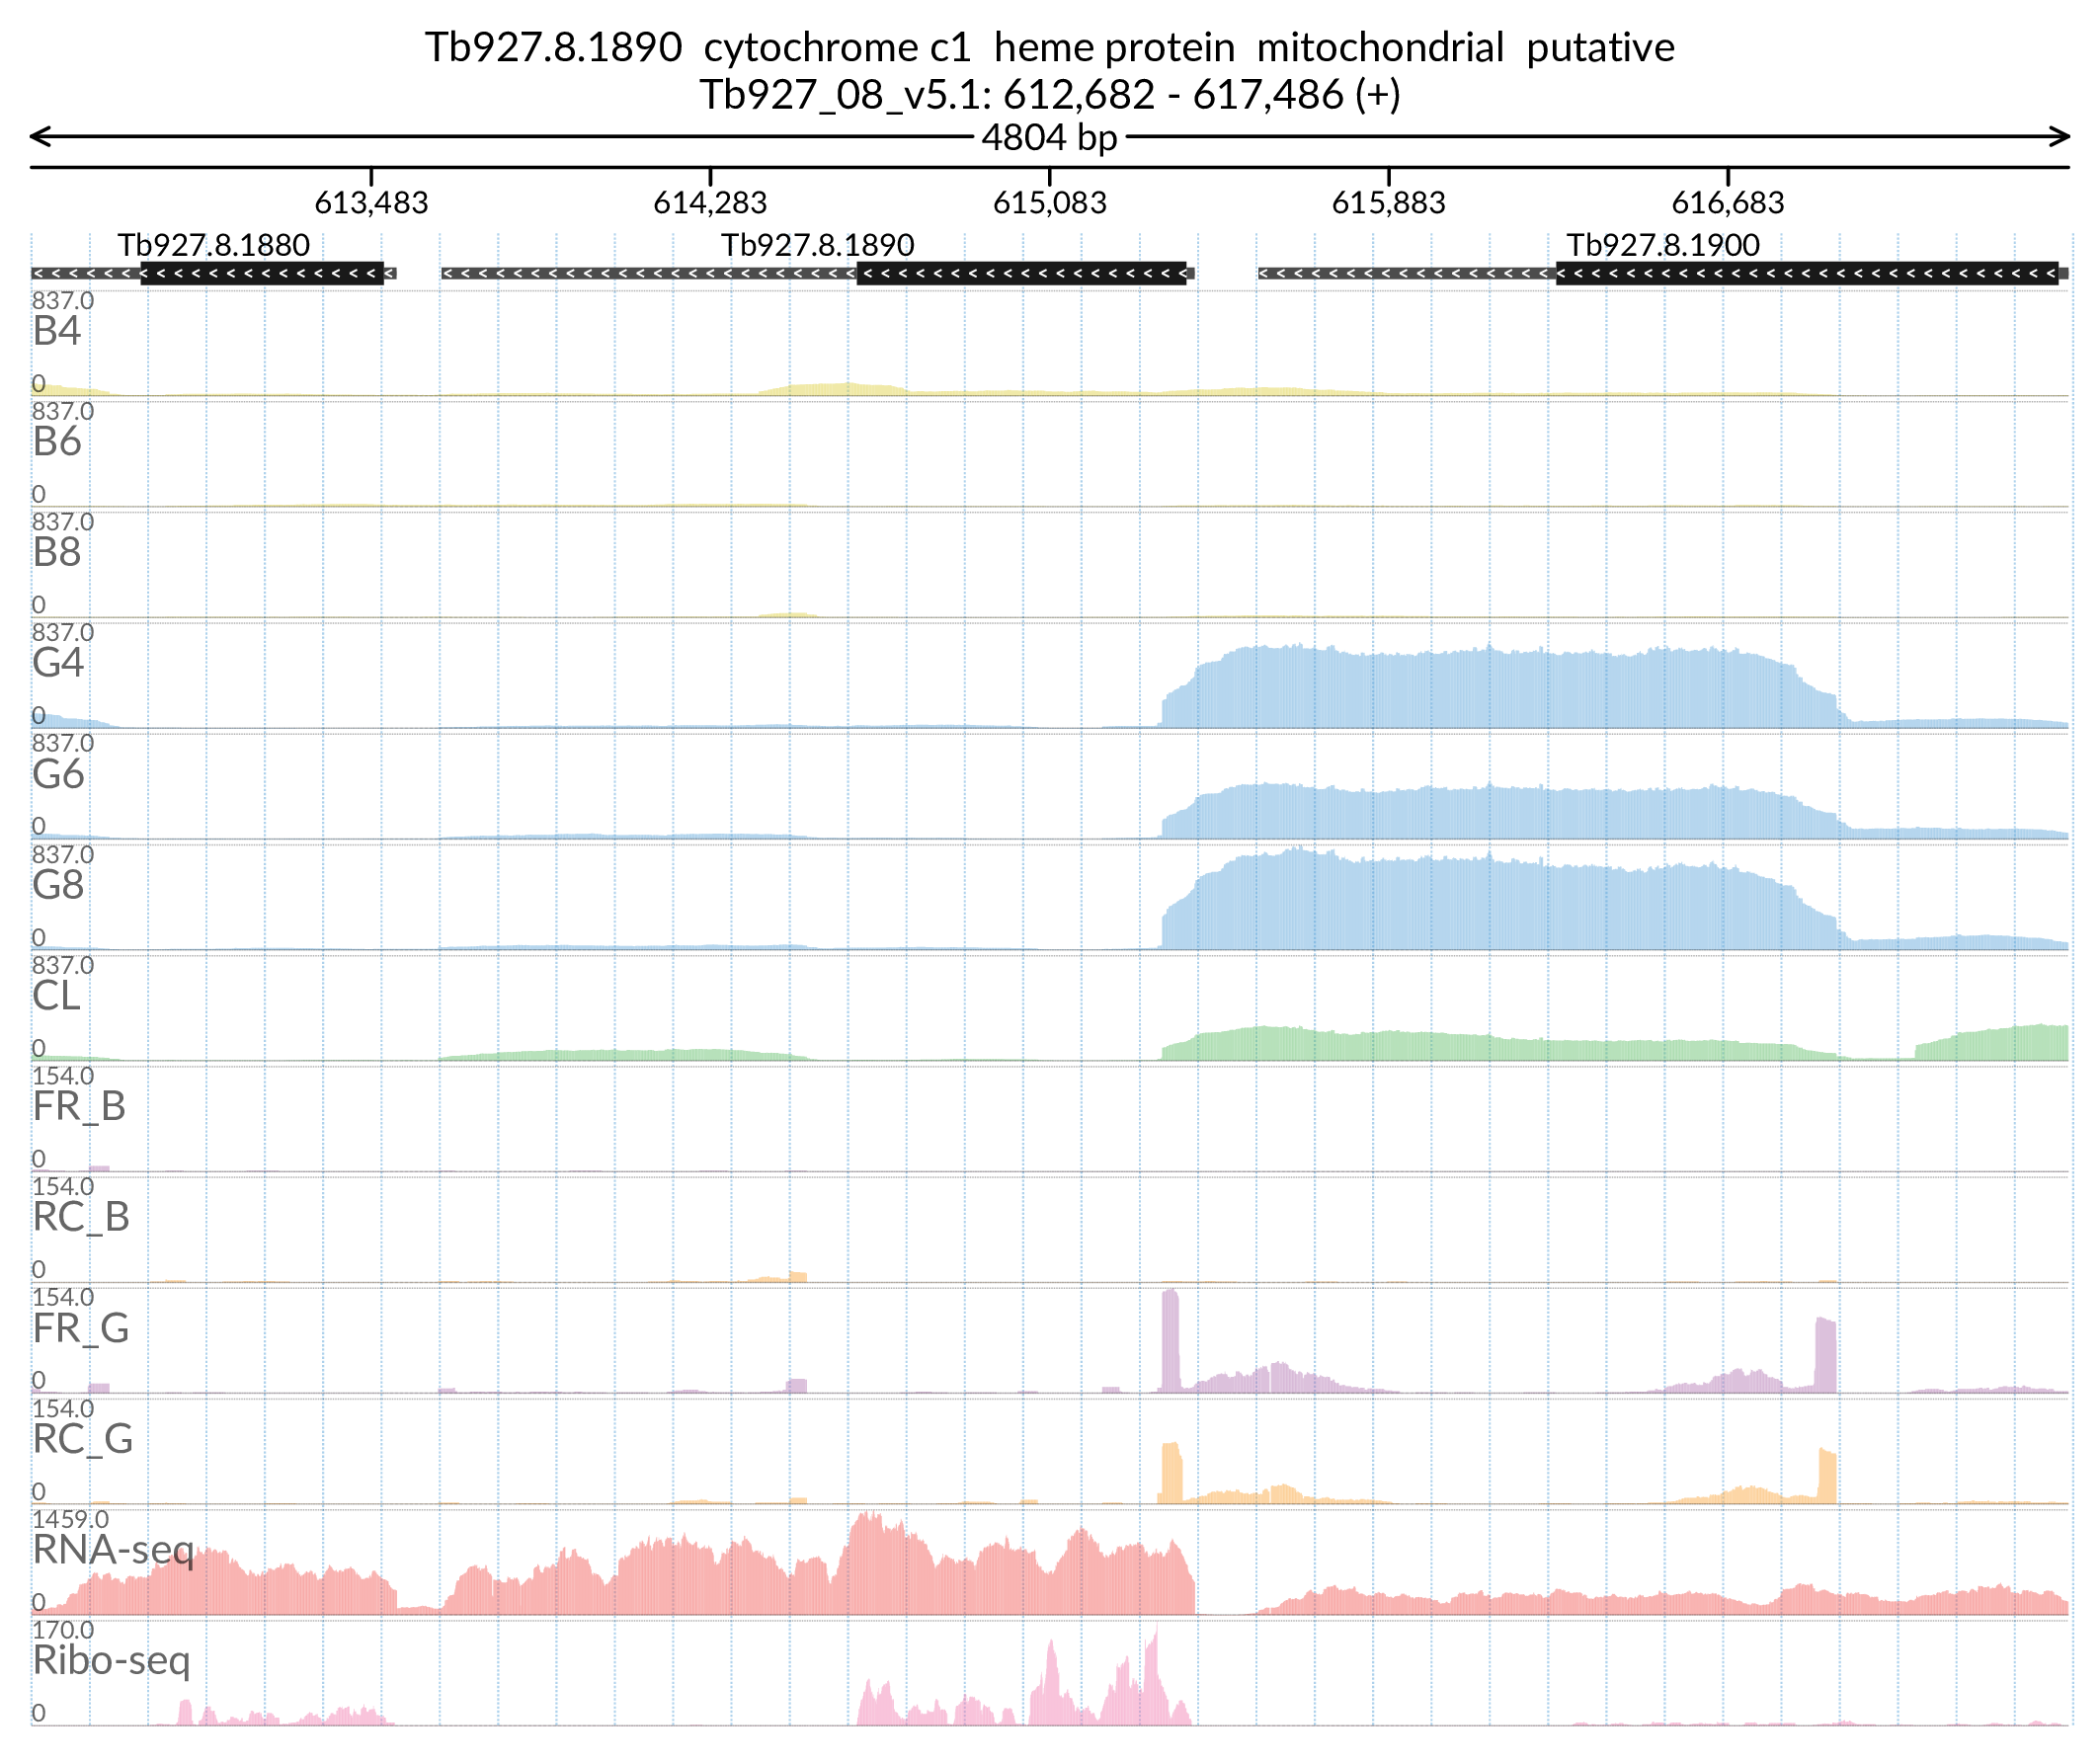 Tb927.8.1890  cytochrome c1  heme protein  mitochondrial  putative
Tb927_08_v5.1: 612,682 - 617,486 (+)
4804 bp
613,483 614,283 615,083 615,883 616,683
Tb927.8.1880 Tb927.8.1890 Tb927.8.1900
837.0
B4
0
837.0
B6
0
837.0
B8
0
837.0
G4
0
837.0
G6
0
837.0
G8
0
837.0
CL
0
154.0
FR_B
0
154.0
RC_B
0
154.0
FR_G
0
154.0
RC_G
0
1459.0
RNA-seq
0
170.0
Ribo-seq
0